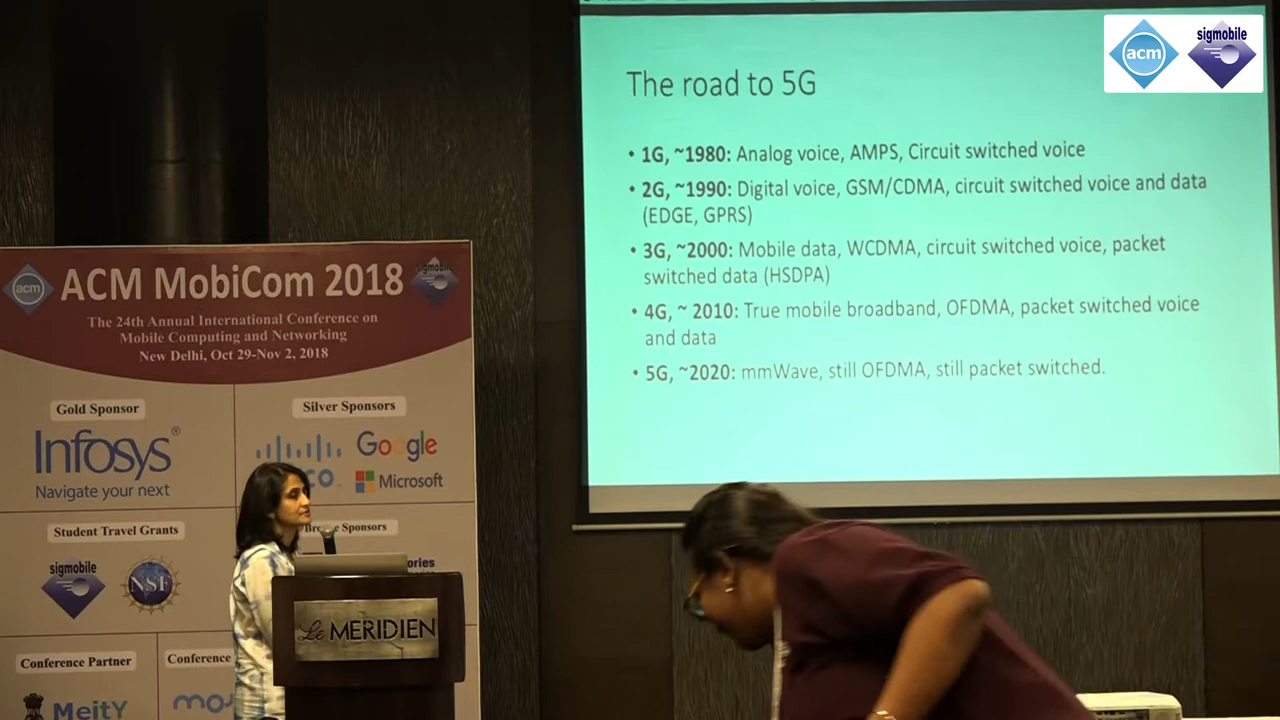 acm
sigmobile
The road to 5G
• 1G, ~1980: Analog voice, AMPS, Circuit switched voice
• 2G, ~1990: Digital voice, GSM/CDMA, circuit switched voice and data
(EDGE, GPRS)
• 3G, ~2000: Mobile data, WCDMA, circuit switched voice, packet
switched data (HSDPA)
• 4G, ~ 2010: True mobile broadband, OFDMA, packet switched voice
and data
• 5G, ~2020: mmWave, still OFDMA, still packet switched.
acm
ACM MobiCom 2018
sigmobile
The 24th Annual International Conference on
Mobile Computing and Networking
New Delhi, Oct 29-Nov 2, 2018
Gold Sponsor
Infosys®
Navigate your next
Silver Sponsors
Google
Microsoft
Student Travel Grants
sigmobile
NSF
Sponsors
Conference Partner
MeitY
Conference
Le MERIDIEN